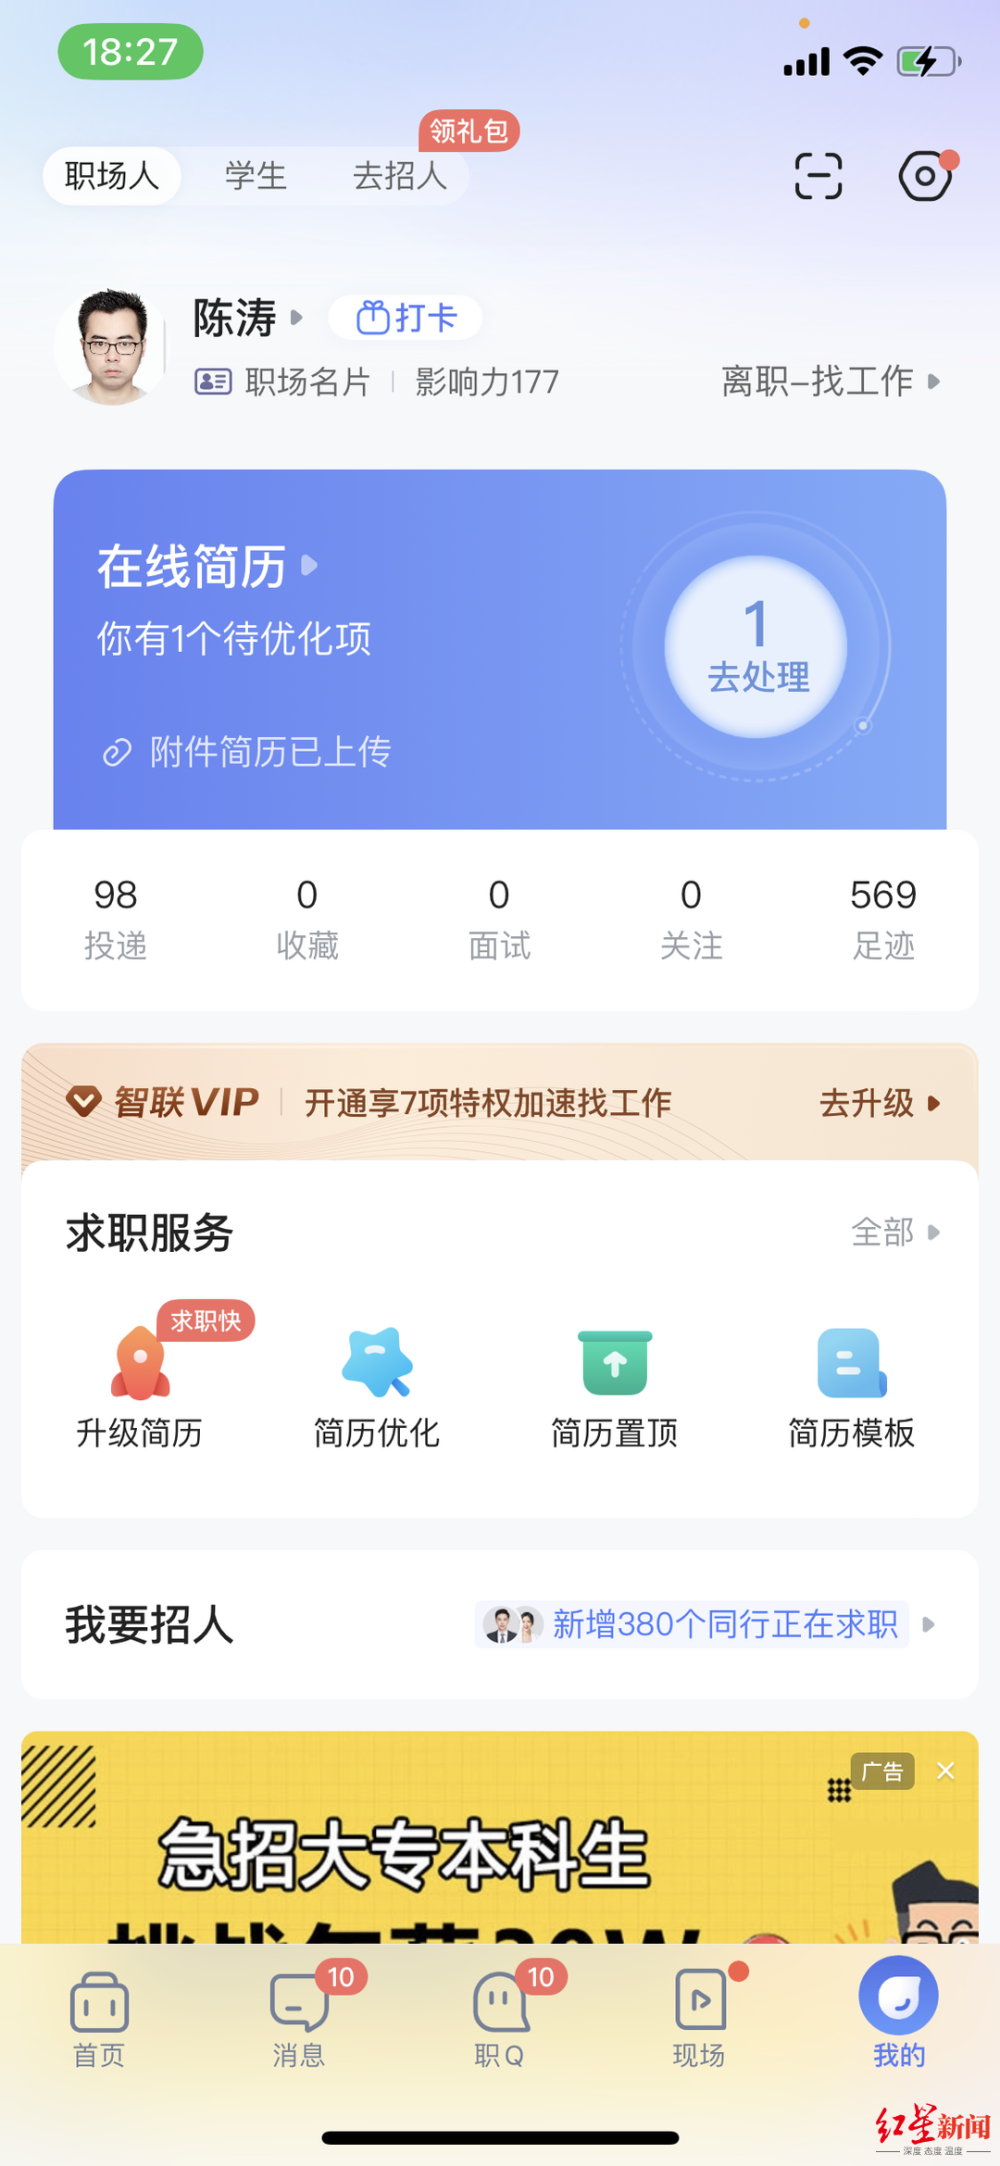 18:27
领礼包
职场人 学生 去招人
陈涛 打卡
职场名片 影响力177 离职-找工作
在线简历
你有1个待优化项
1
去处理
附件简历已上传
98 0 0 0 569
投递 收藏 面试 关注 足迹
智联VIP 开通享7项特权加速找工作 去升级
求职服务 全部
求职快
升级简历 简历优化 简历置顶 简历模板
我要招人 新增380个同行正在求职
广告
急招大专本科生
挑战年薪30W
10 10
首页 消息 职Q 现场 我的
红星新闻
深度 态度 温度